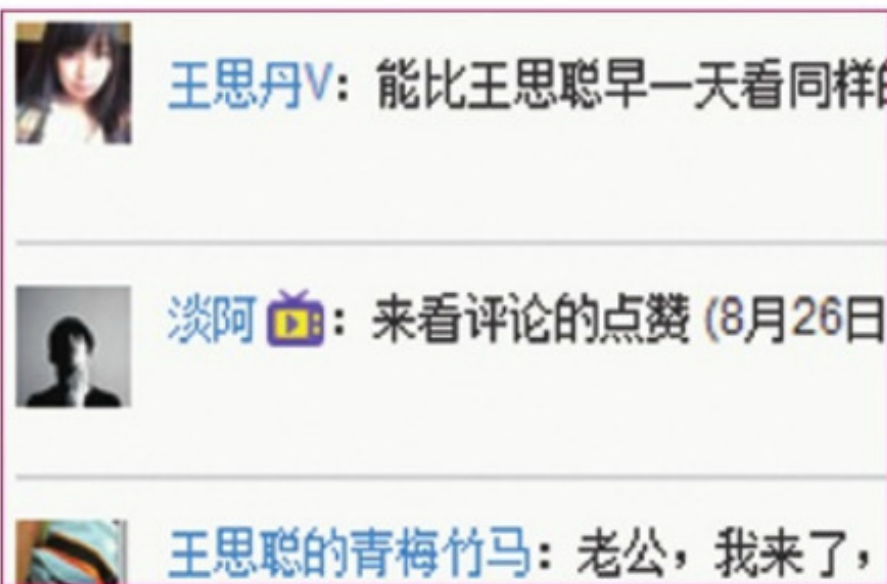 王思丹V：能比王思聪早一天看同样
淡阿：来看评论的点赞 (8月26日
王思聪的青梅竹马：老公，我来了，